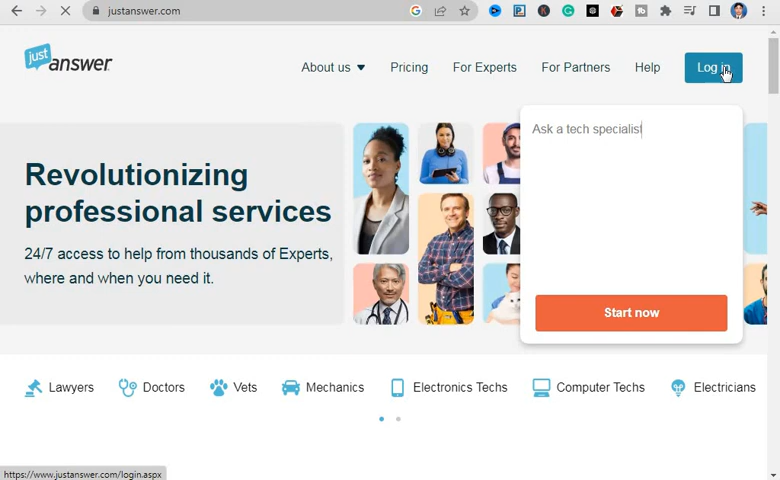 justanswer.com
just
answer
About us
Pricing
For Experts
For Partners
Help
Log in
Ask a tech specialist
Revolutionizing
professional services
24/7 access to help from thousands of Experts,
where and when you need it.
Start now
Lawyers
Doctors
Vets
Mechanics
Electronics Techs
Computer Techs
Electricians
https://www.justanswer.com/login.aspx